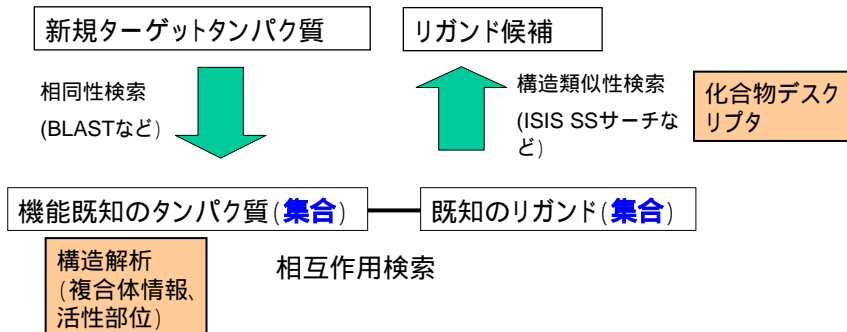 新規ターゲットタンパク質
リガンド候補
相同性検索
(BLASTなど)
構造類似性検索
(ISIS SSサーチな
ど)
化合物デスク
リプタ
機能既知のタンパク質(集合)
既知のリガンド(集合)
構造解析
(複合体情報、
活性部位)
相互作用検索